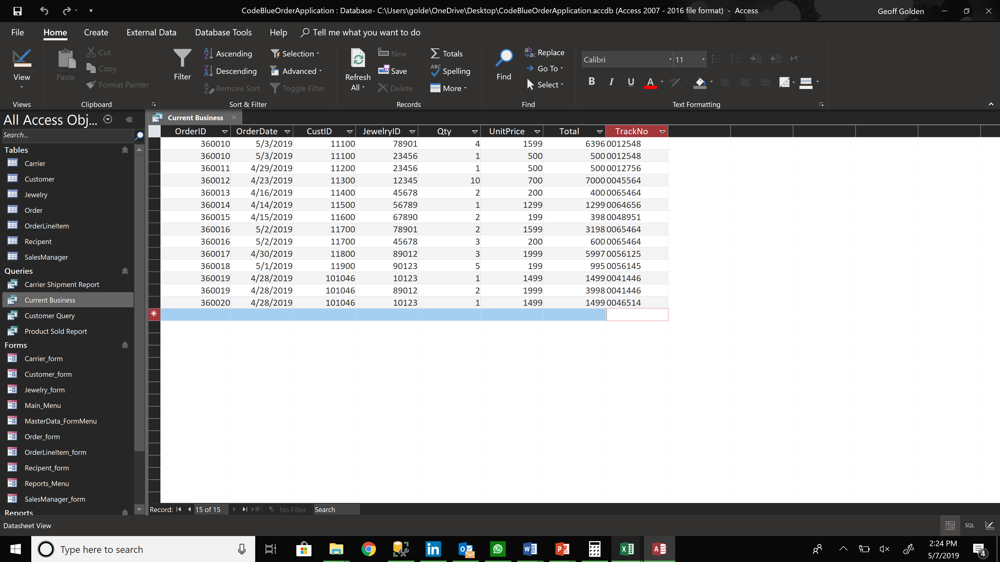 CodeBlueOrderApplication : Database- C:\Users\golde\OneDrive\Desktop\CodeBlueOrderApplication.accdb (Access 2007 - 2016 file format) - Access
Geoff Golden
File Home Create External Data Database Tools Help Tell me what you want to do
View
Views
Paste
Cut
Copy
Format Painter
Clipboard
Filter
Ascending
Descending
Remove Sort
Selection
Advanced
Toggle Filter
Sort & Filter
Refresh
All
New
Save
Delete
Totals
Spelling
More
Records
Find
Replace
Go To
Select
Find
Calibri 11
B I U A
Text Formatting
All Access Obj...
Search...
Tables
Carrier
Customer
Jewelry
Order
OrderLineItem
Recipent
SalesManager
Queries
Carrier Shipment Report
Current Business
Customer Query
Product Sold Report
Forms
Carrier_form
Customer_form
Jewelry_form
Main_Menu
MasterData_FormMenu
Order_form
OrderLineItem_form
Recipent_form
Reports_Menu
SalesManager_form
Reports
Current Business
OrderID OrderDate CustID JewelryID Qty UnitPrice Total TrackNo
360010 5/3/2019 11100 78901 4 1599 6396 0012548
360010 5/3/2019 11100 23456 1 500 500 0012548
360011 4/29/2019 11200 23456 1 500 500 0012756
360012 4/23/2019 11300 12345 10 700 7000 0045564
360013 4/16/2019 11400 45678 2 200 400 0065464
360014 4/14/2019 11500 56789 1 1299 1299 0064656
360015 4/15/2019 11600 67890 2 199 398 0048951
360016 5/2/2019 11700 78901 2 1599 3198 0065464
360016 5/2/2019 11700 45678 3 200 600 0065464
360017 4/30/2019 11800 89012 3 1999 5997 0056125
360018 5/1/2019 11900 90123 5 199 995 0056145
360019 4/28/2019 101046 10123 1 1499 1499 0041446
360019 4/28/2019 101046 89012 2 1999 3998 0041446
360020 4/28/2019 101046 10123 1 1499 1499 0046514
Record: 15 of 15 No Filter Search
Datasheet View
SQL
Type here to search
2:24 PM
5/7/2019
4